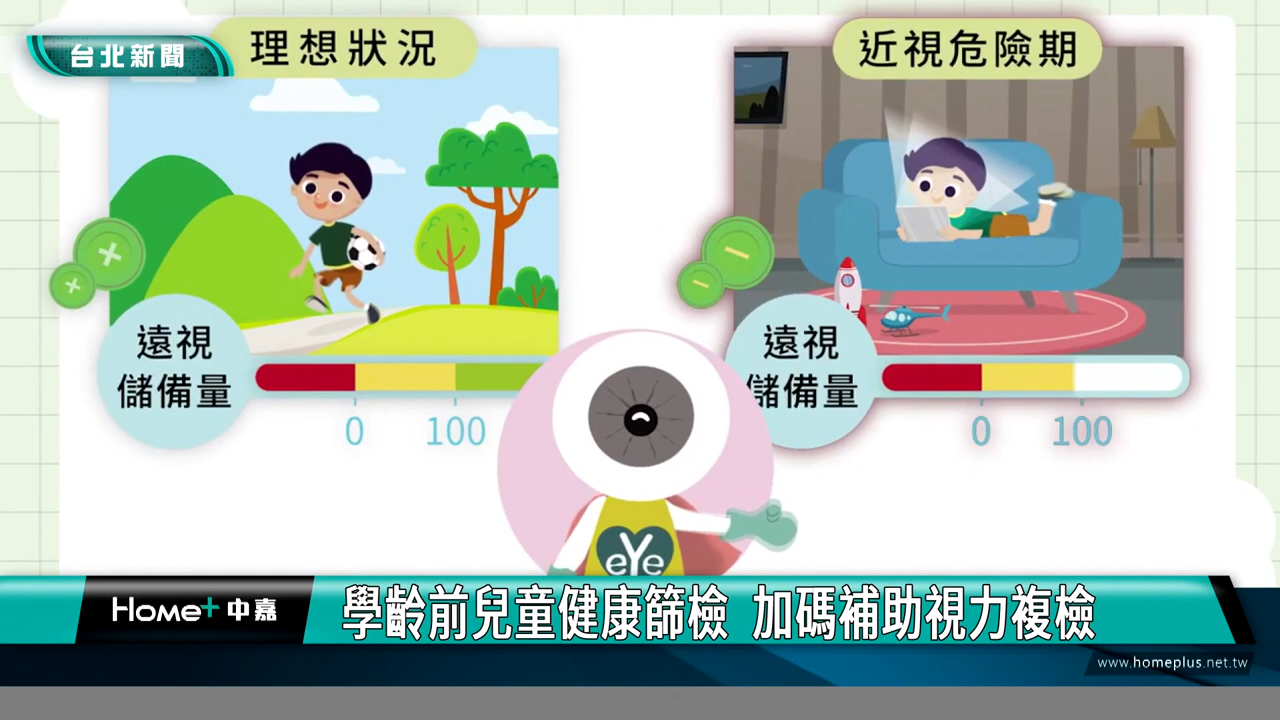 台北新聞
理想狀況
近視危險期
遠視
儲備量
0
100
遠視
儲備量
0
100
eYe
Home+ 中嘉
學齡前兒童健康篩檢 加碼補助視力複檢
www.homeplus.net.tw